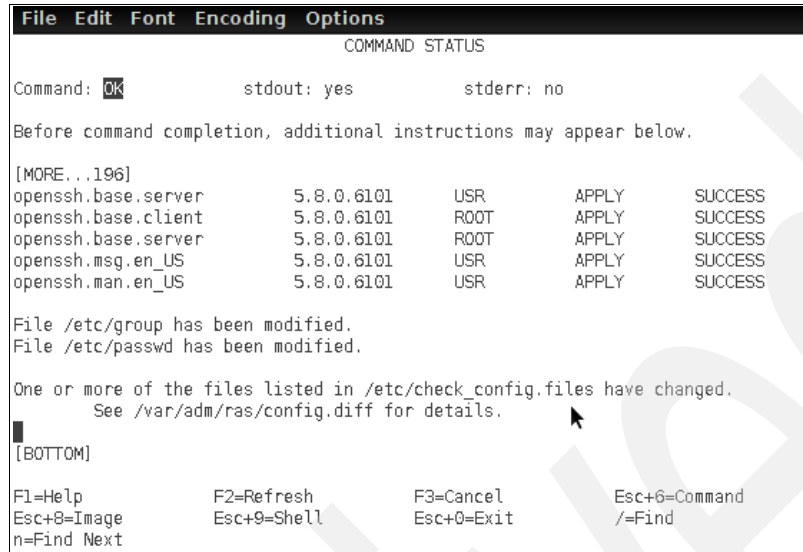 File Edit Font Encoding Options
COMMAND STATUS
Command: OK stdout: yes stderr: no
Before command completion, additional instructions may appear below.
[MORE...196]
openssh.base.server 5.8.0.6101 USR APPLY SUCCESS
openssh.base.client 5.8.0.6101 ROOT APPLY SUCCESS
openssh.base.server 5.8.0.6101 ROOT APPLY SUCCESS
openssh.msg.en_US 5.8.0.6101 USR APPLY SUCCESS
openssh.man.en_US 5.8.0.6101 USR APPLY SUCCESS
File /etc/group has been modified.
File /etc/passwd has been modified.
One or more of the files listed in /etc/check_config.files have changed.
See /var/adm/ras/config.diff for details.
[BOTTOM]
F1=Help F2=Refresh F3=Cancel Esc+6=Command
Esc+8=Image Esc+9=Shell Esc+0=Exit /=Find
n=Find Next